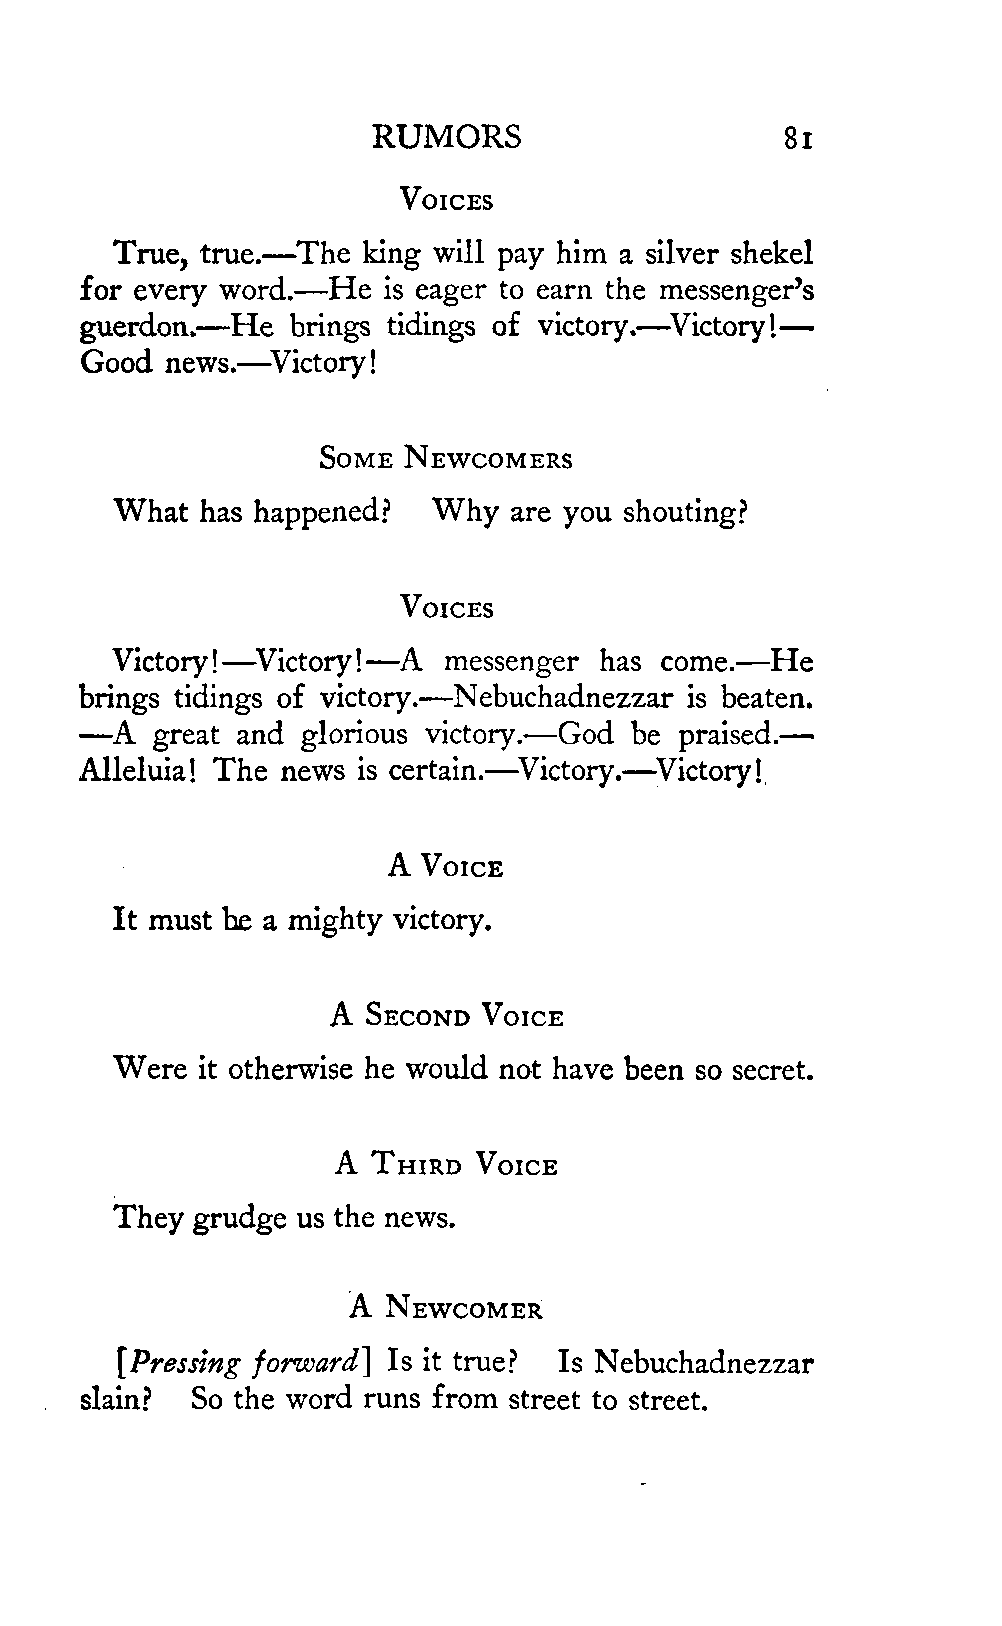 RUMORS 81
VOICES
True, true.—The king will pay him a silver shekel
for every word.—He is eager to earn the messenger's
guerdon.—He brings tidings of victory.—Victory!—
Good news.—Victory!
SOME NEWCOMERS
What has happened? Why are you shouting?
VOICES
Victory!—Victory!—A messenger has come.—He
brings tidings of victory.—Nebuchadnezzar is beaten.
—A great and glorious victory.—God be praised.—
Alleluia! The news is certain.—Victory.—Victory!
A VOICE
It must be a mighty victory.
A SECOND VOICE
Were it otherwise he would not have been so secret.
A THIRD VOICE
They grudge us the news.
A NEWCOMER
[Pressing forward] Is it true? Is Nebuchadnezzar
slain? So the word runs from street to street.